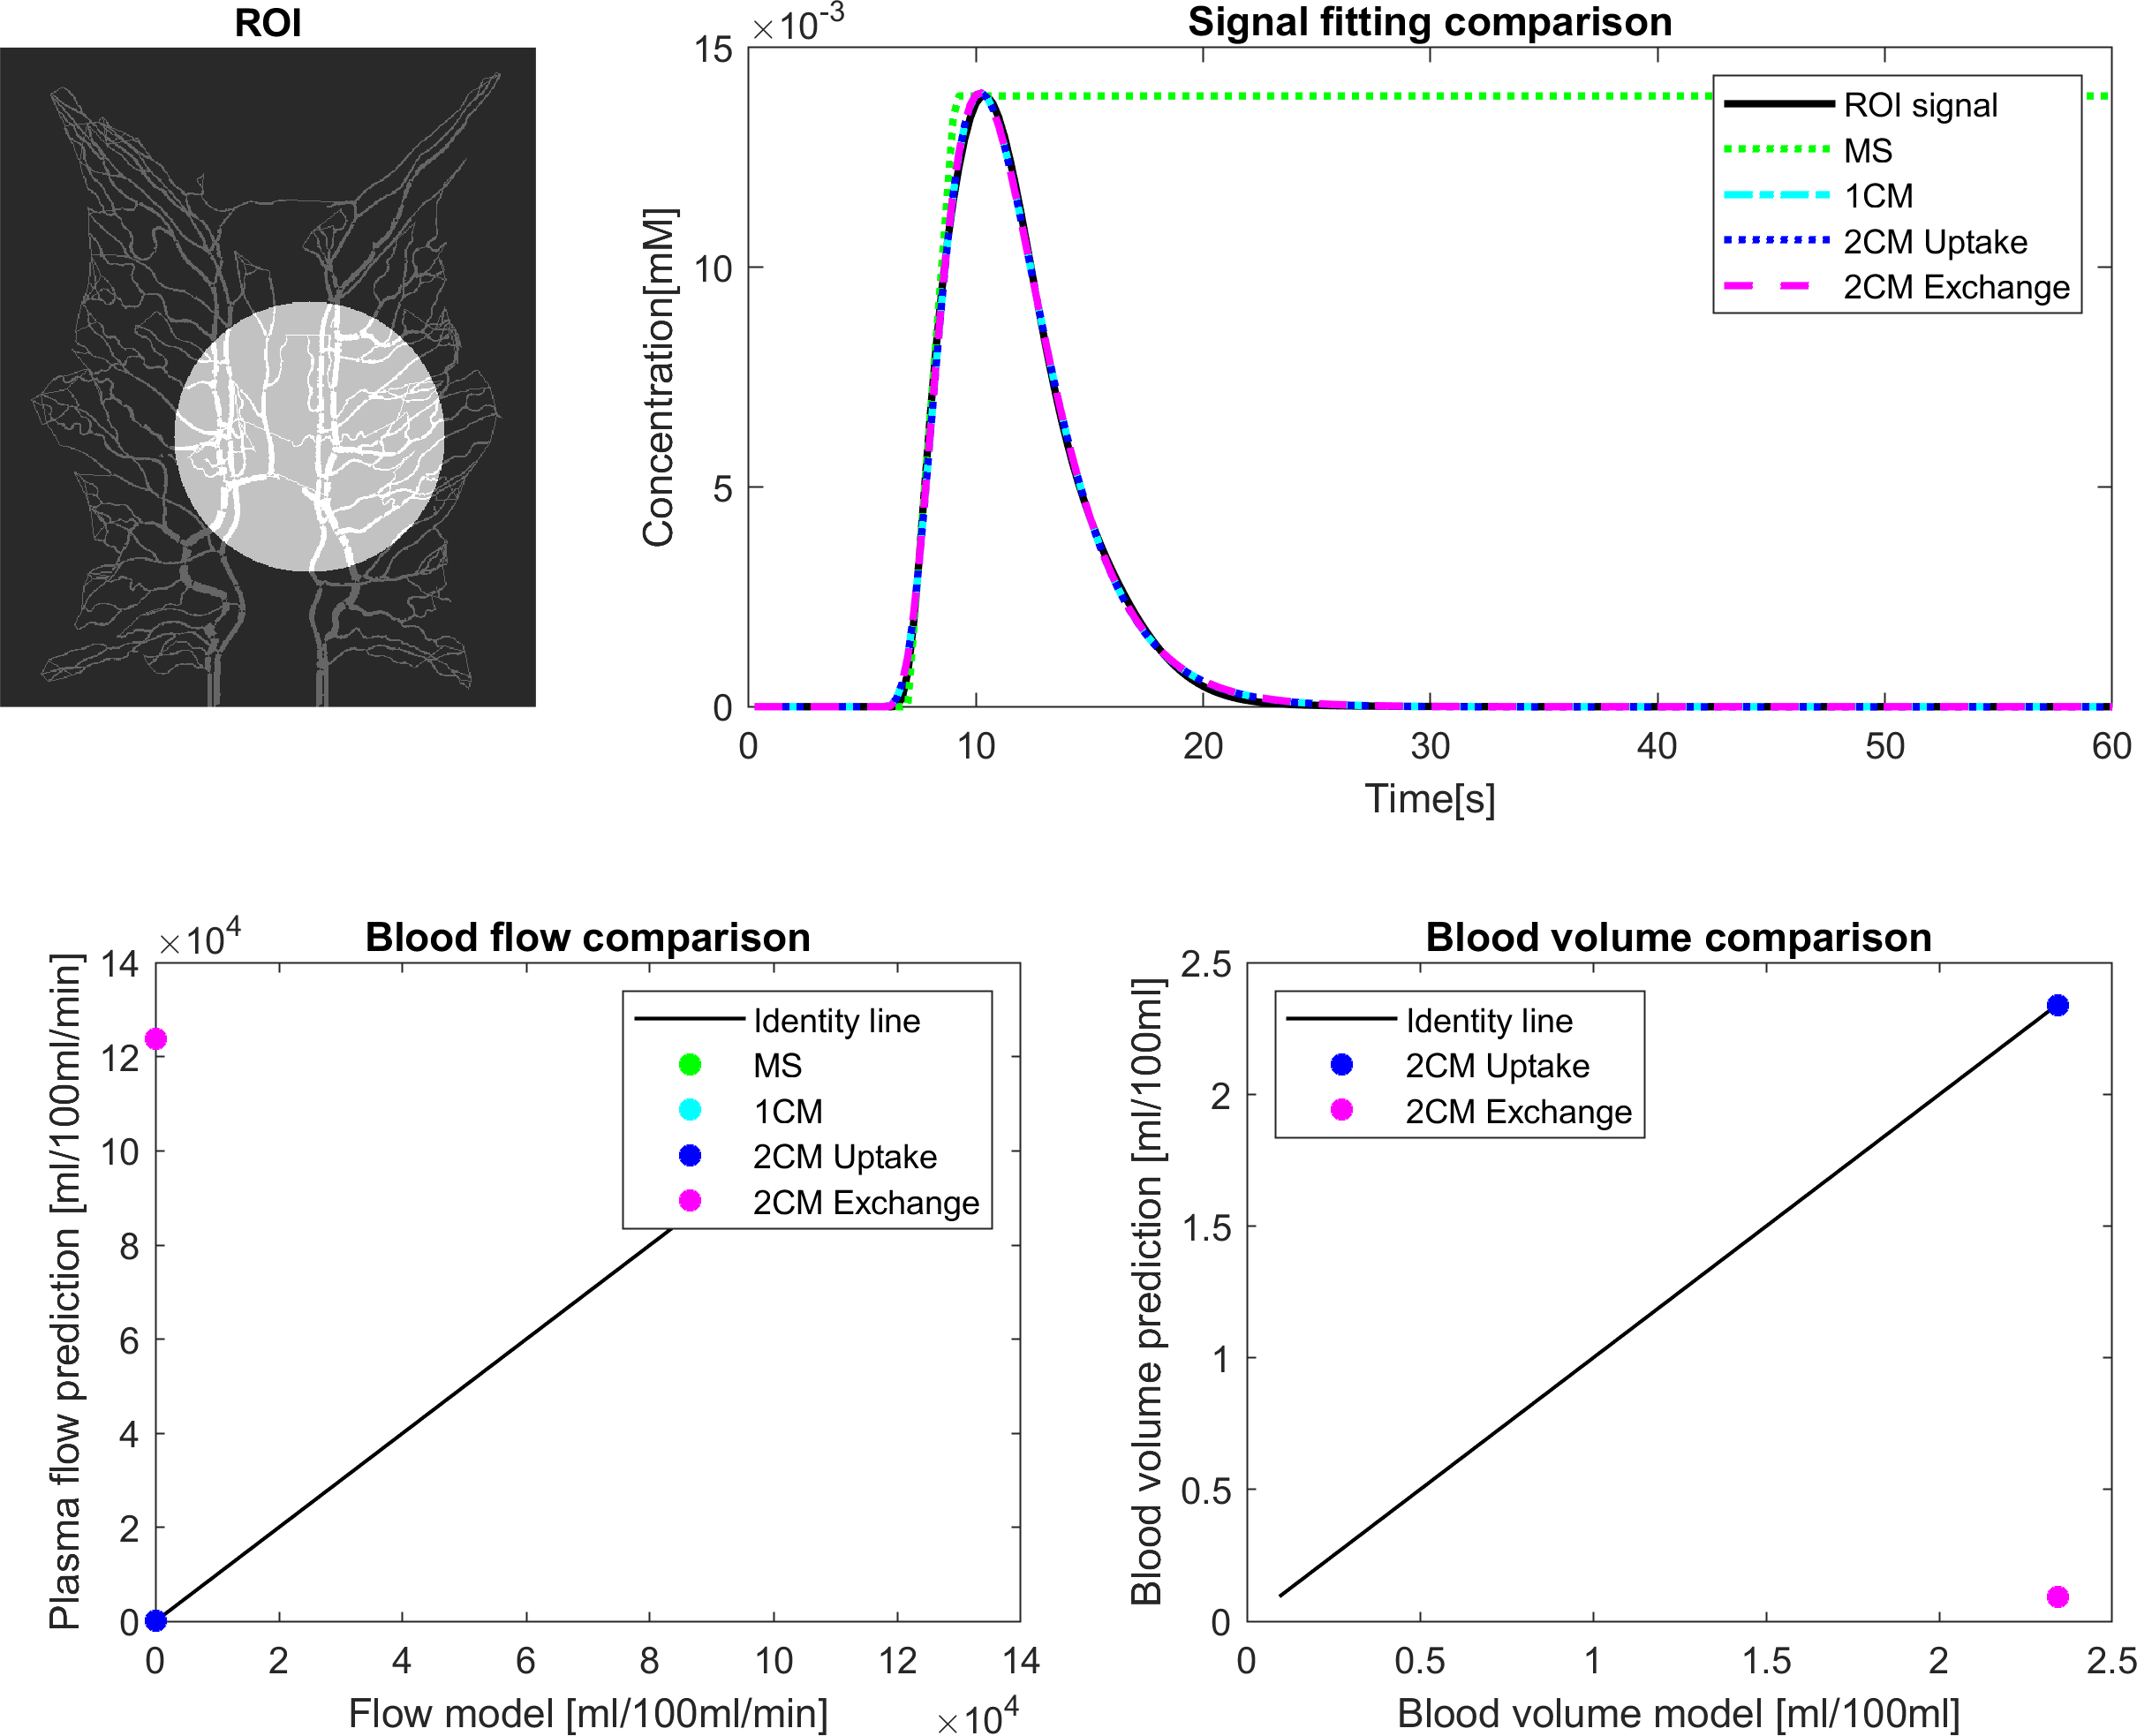 ROI
Signal fitting comparison
×10-3
15
10
5
0
Concentration[mM]
0 10 20 30 40 50 60
Time[s]
ROI signal
MS
1CM
2CM Uptake
2CM Exchange
Blood flow comparison
×104
14
12
10
8
6
4
2
0
Plasma flow prediction [ml/100ml/min]
0 2 4 6 8 10 12 14
Flow model [ml/100ml/min]
×104
Identity line
MS
1CM
2CM Uptake
2CM Exchange
Blood volume comparison
2.5
2
1.5
1
0.5
0
Blood volume prediction [ml/100ml]
0 0.5 1 1.5 2 2.5
Blood volume model [ml/100ml]
Identity line
2CM Uptake
2CM Exchange